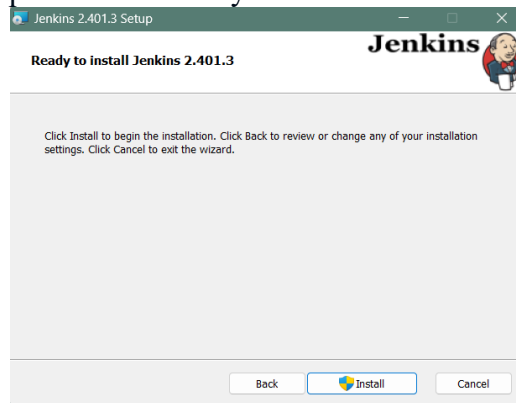 Jenkins 2.401.3 Setup
Jenkins
Ready to install Jenkins 2.401.3
Click Install to begin the installation. Click Back to review or change any of your installation
settings. Click Cancel to exit the wizard.
Back
Install
Cancel